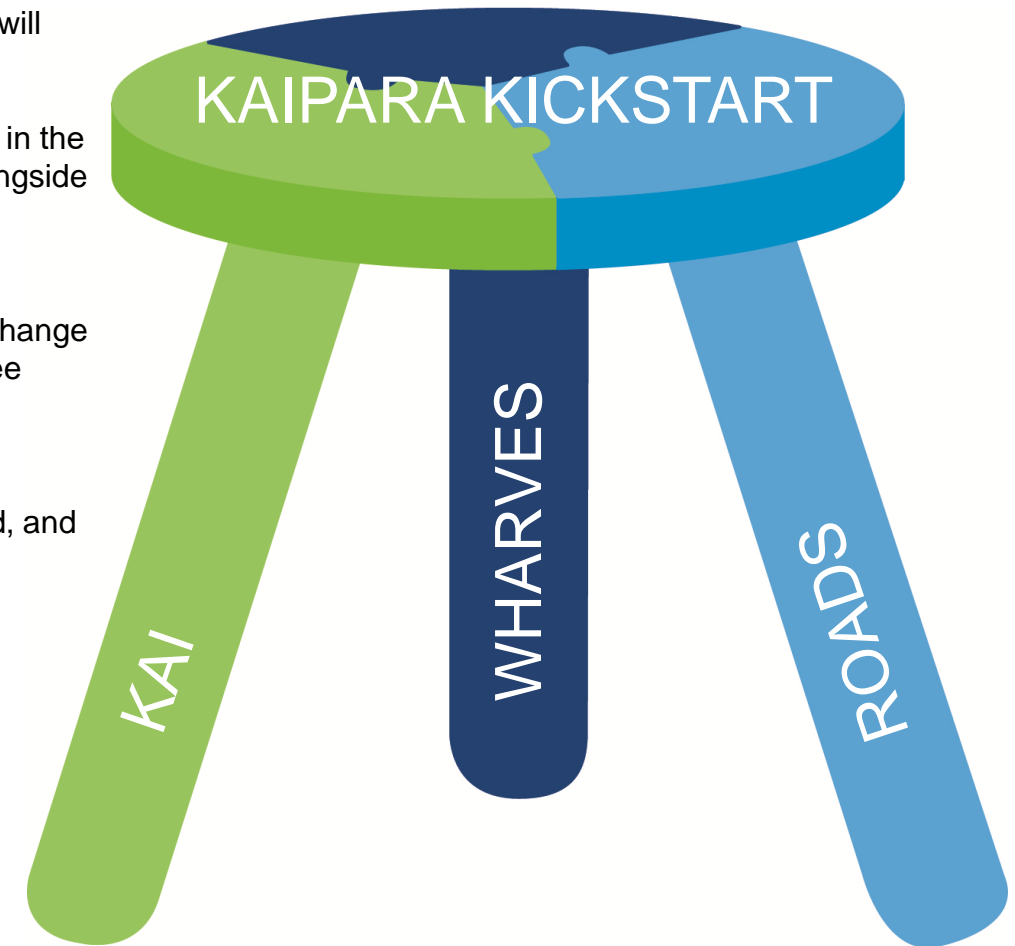 will
in the
ngside
hange
ee
d, and
KAIPARA KICKSTART
KAI
WHARVES
ROADS